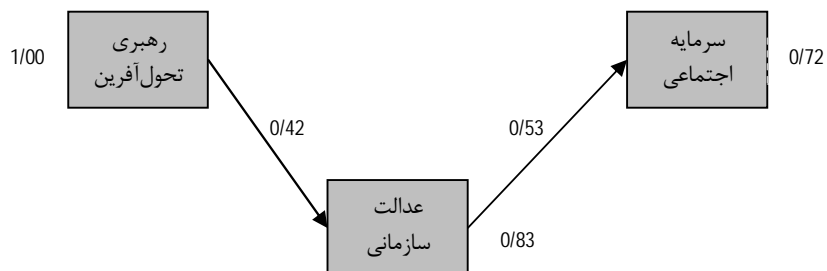 1/00
رهبری
تحول‌آفرین
سرمایه
اجتماعی
0/72
0/42
0/53
عدالت
سازمانی
0/83